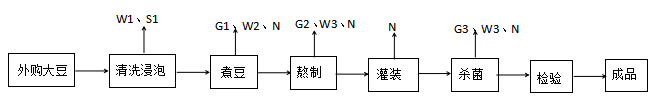 W1、S1
G1、W2、N
G2、W3、N
N
G3、W3、N
外购大豆
清洗浸泡
煮豆
熬制
灌装
杀菌
检验
成品